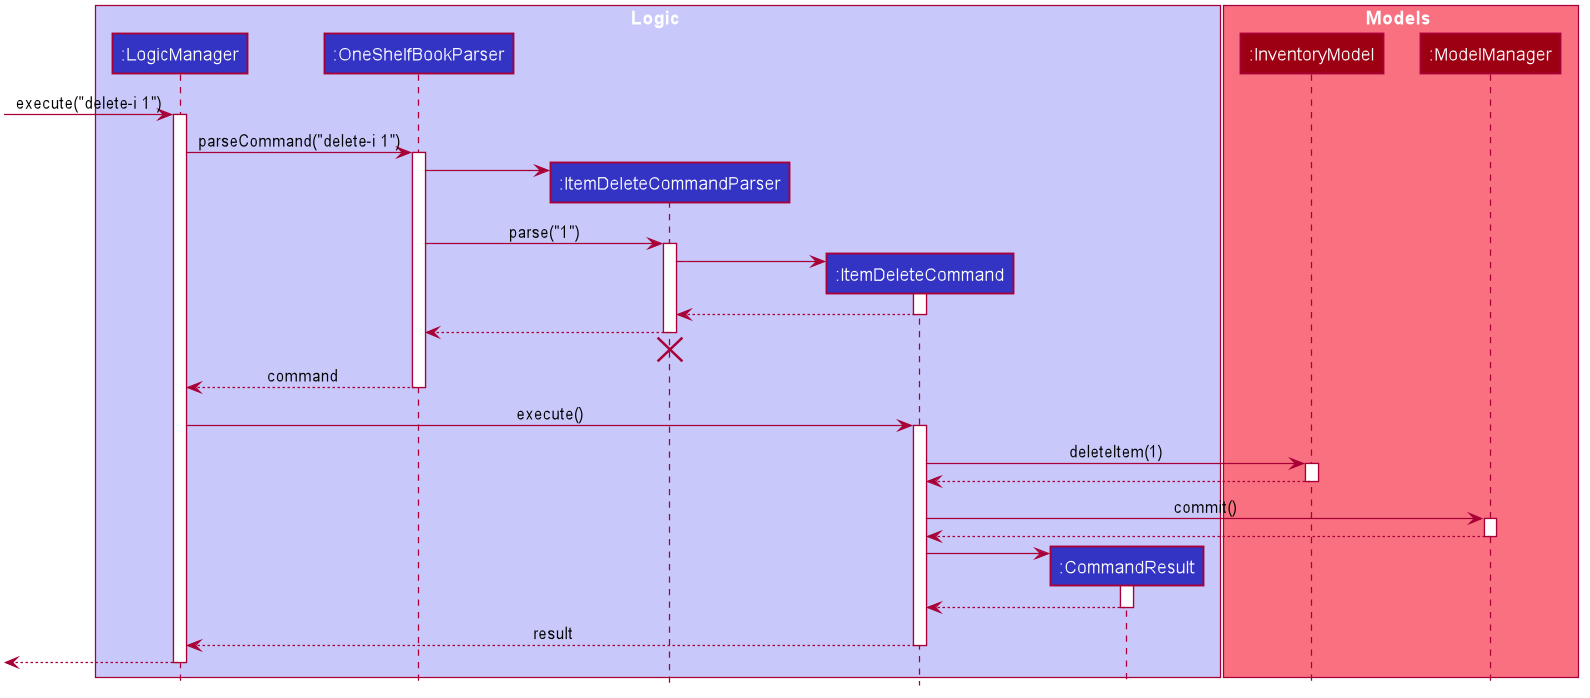 Logic
Models
:LogicManager
:OneShelfBookParser
:InventoryModel
:ModelManager
execute("delete-i 1")
parseCommand("delete-i 1")
:ItemDeleteCommandParser
parse("1")
:ItemDeleteCommand
command
execute()
deleteItem(1)
commit()
:CommandResult
result